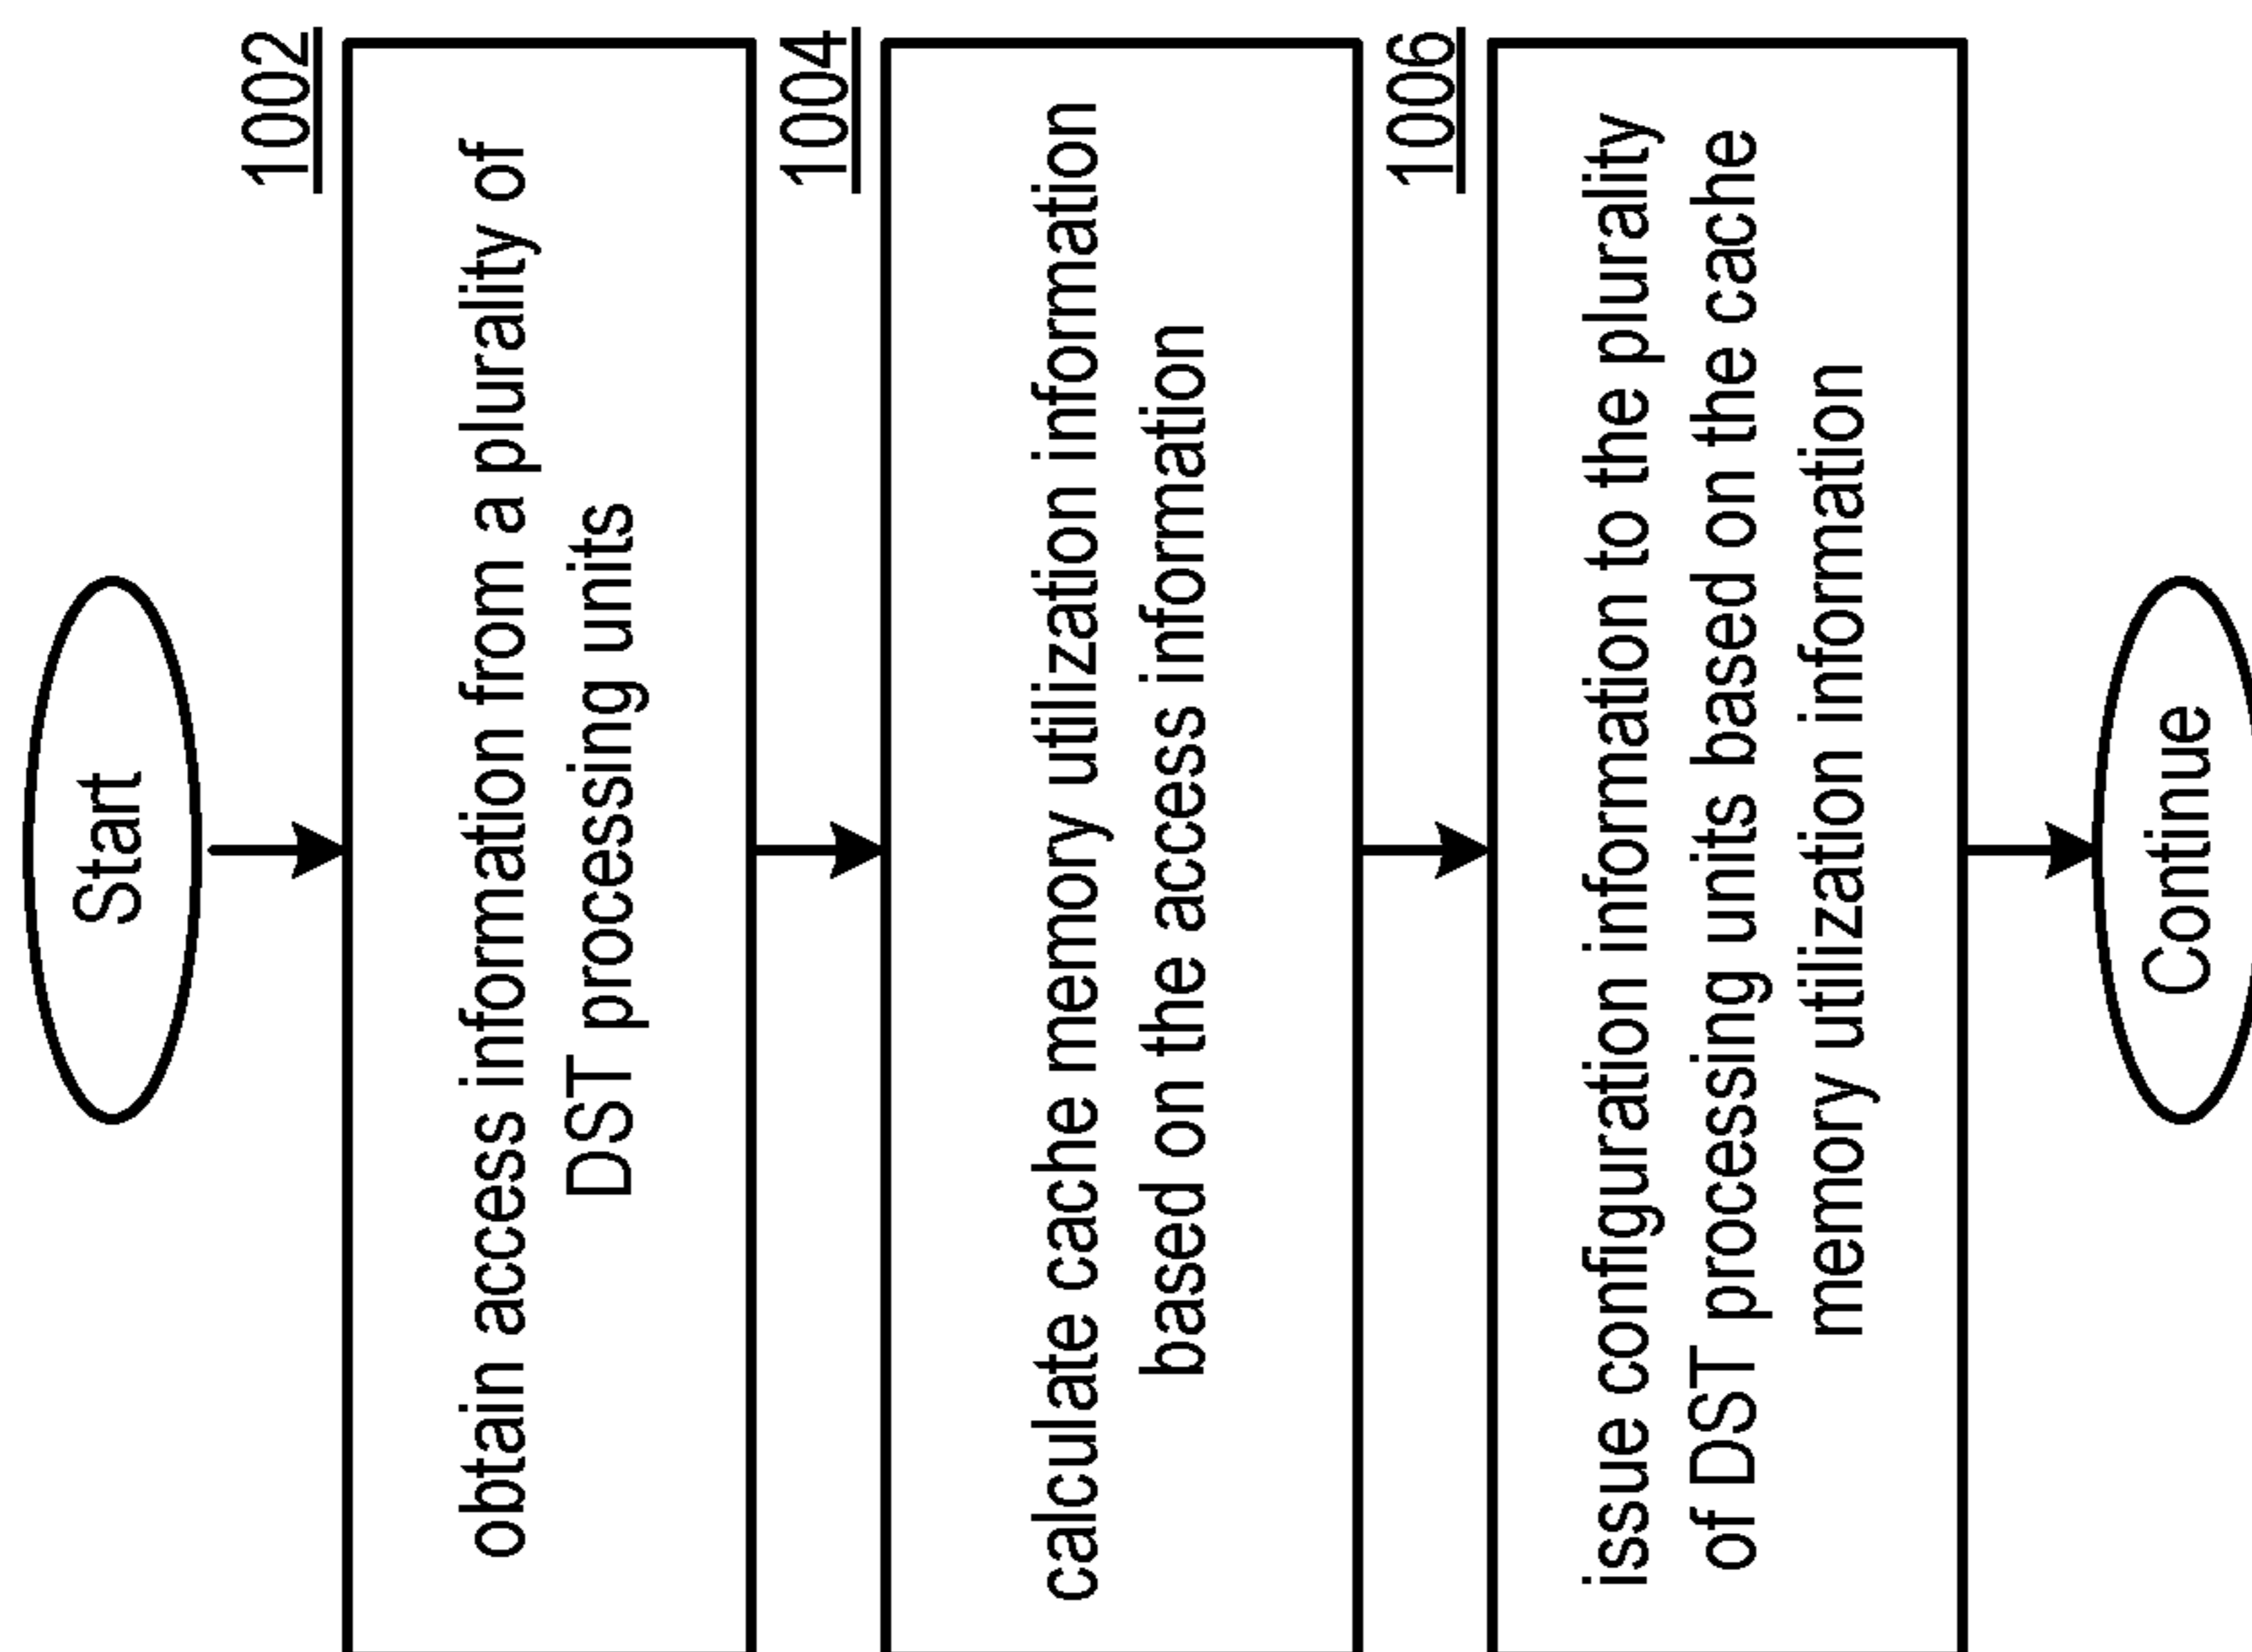 Start
1002
obtain access information from a plurality of
DST processing units
1004
calculate cache memory utilization information
based on the access information
1006
issue configuration information to the plurality
of DST processing units based on the cache
memory utilization information
Continue